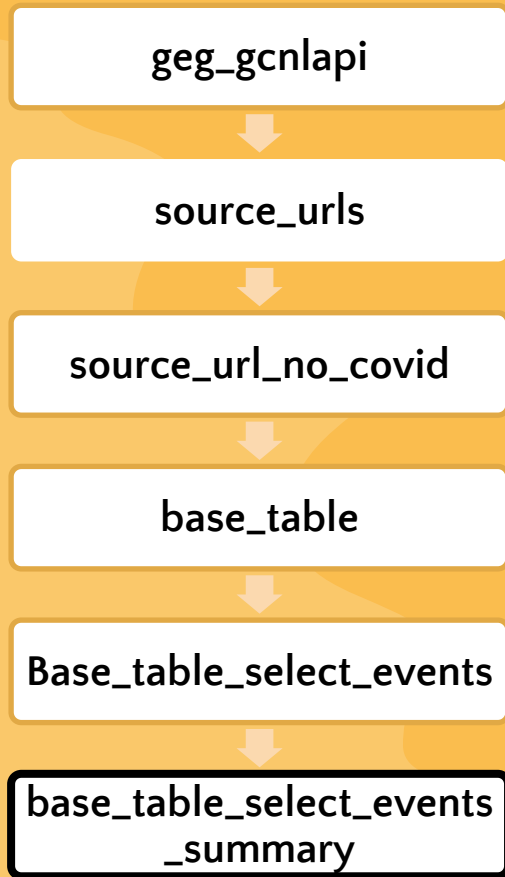 geg_gcnlapi
source_urls
source_url_no_covid
base_table
Base_table_select_events
base_table_select_events
_summary